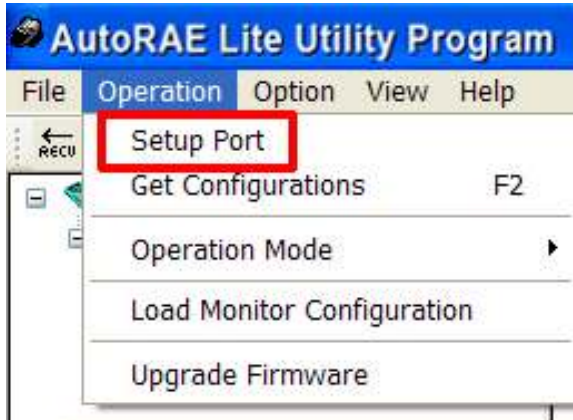 AutoRAE Lite Utility Program
File Operation Option View Help
RECV
Setup Port
Get Configurations F2
Operation Mode
Load Monitor Configuration
Upgrade Firmware